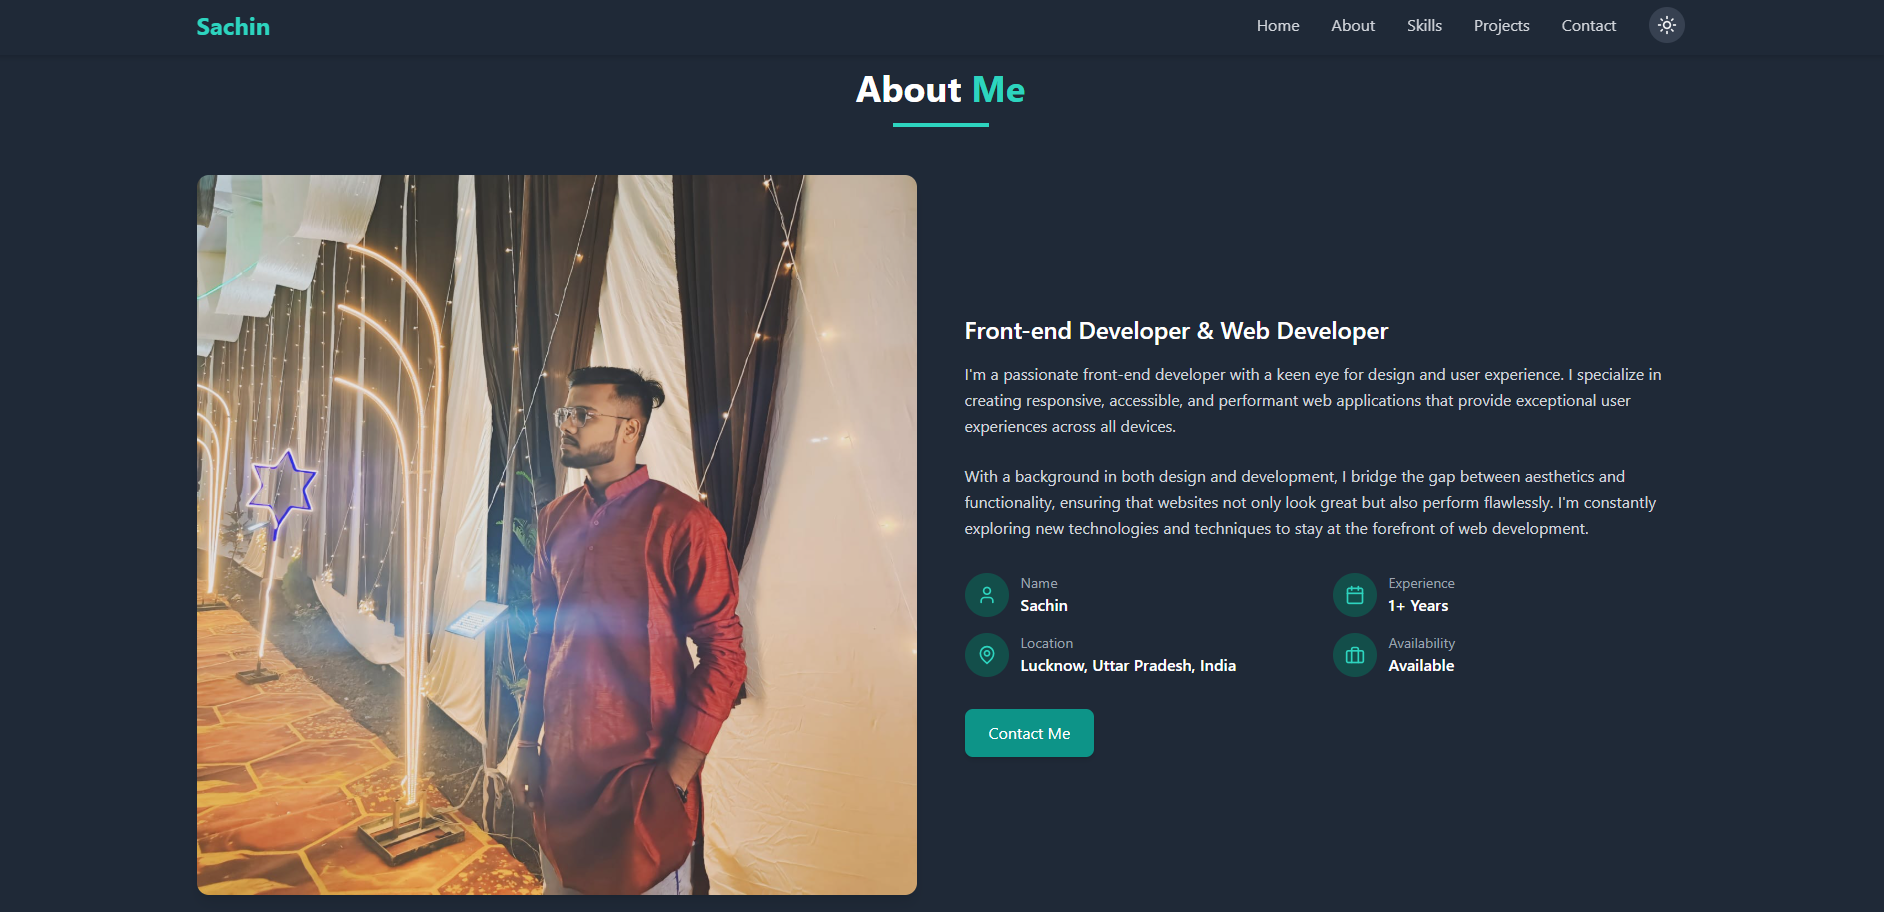 Sachin
Home
About
Skills
Projects
Contact
About Me
Front-end Developer & Web Developer
I'm a passionate front-end developer with a keen eye for design and user experience. I specialize in
creating responsive, accessible, and performant web applications that provide exceptional user
experiences across all devices.
With a background in both design and development, I bridge the gap between aesthetics and
functionality, ensuring that websites not only look great but also perform flawlessly. I'm constantly
exploring new technologies and techniques to stay at the forefront of web development.
Name
Sachin
Experience
1+ Years
Location
Lucknow, Uttar Pradesh, India
Availability
Available
Contact Me